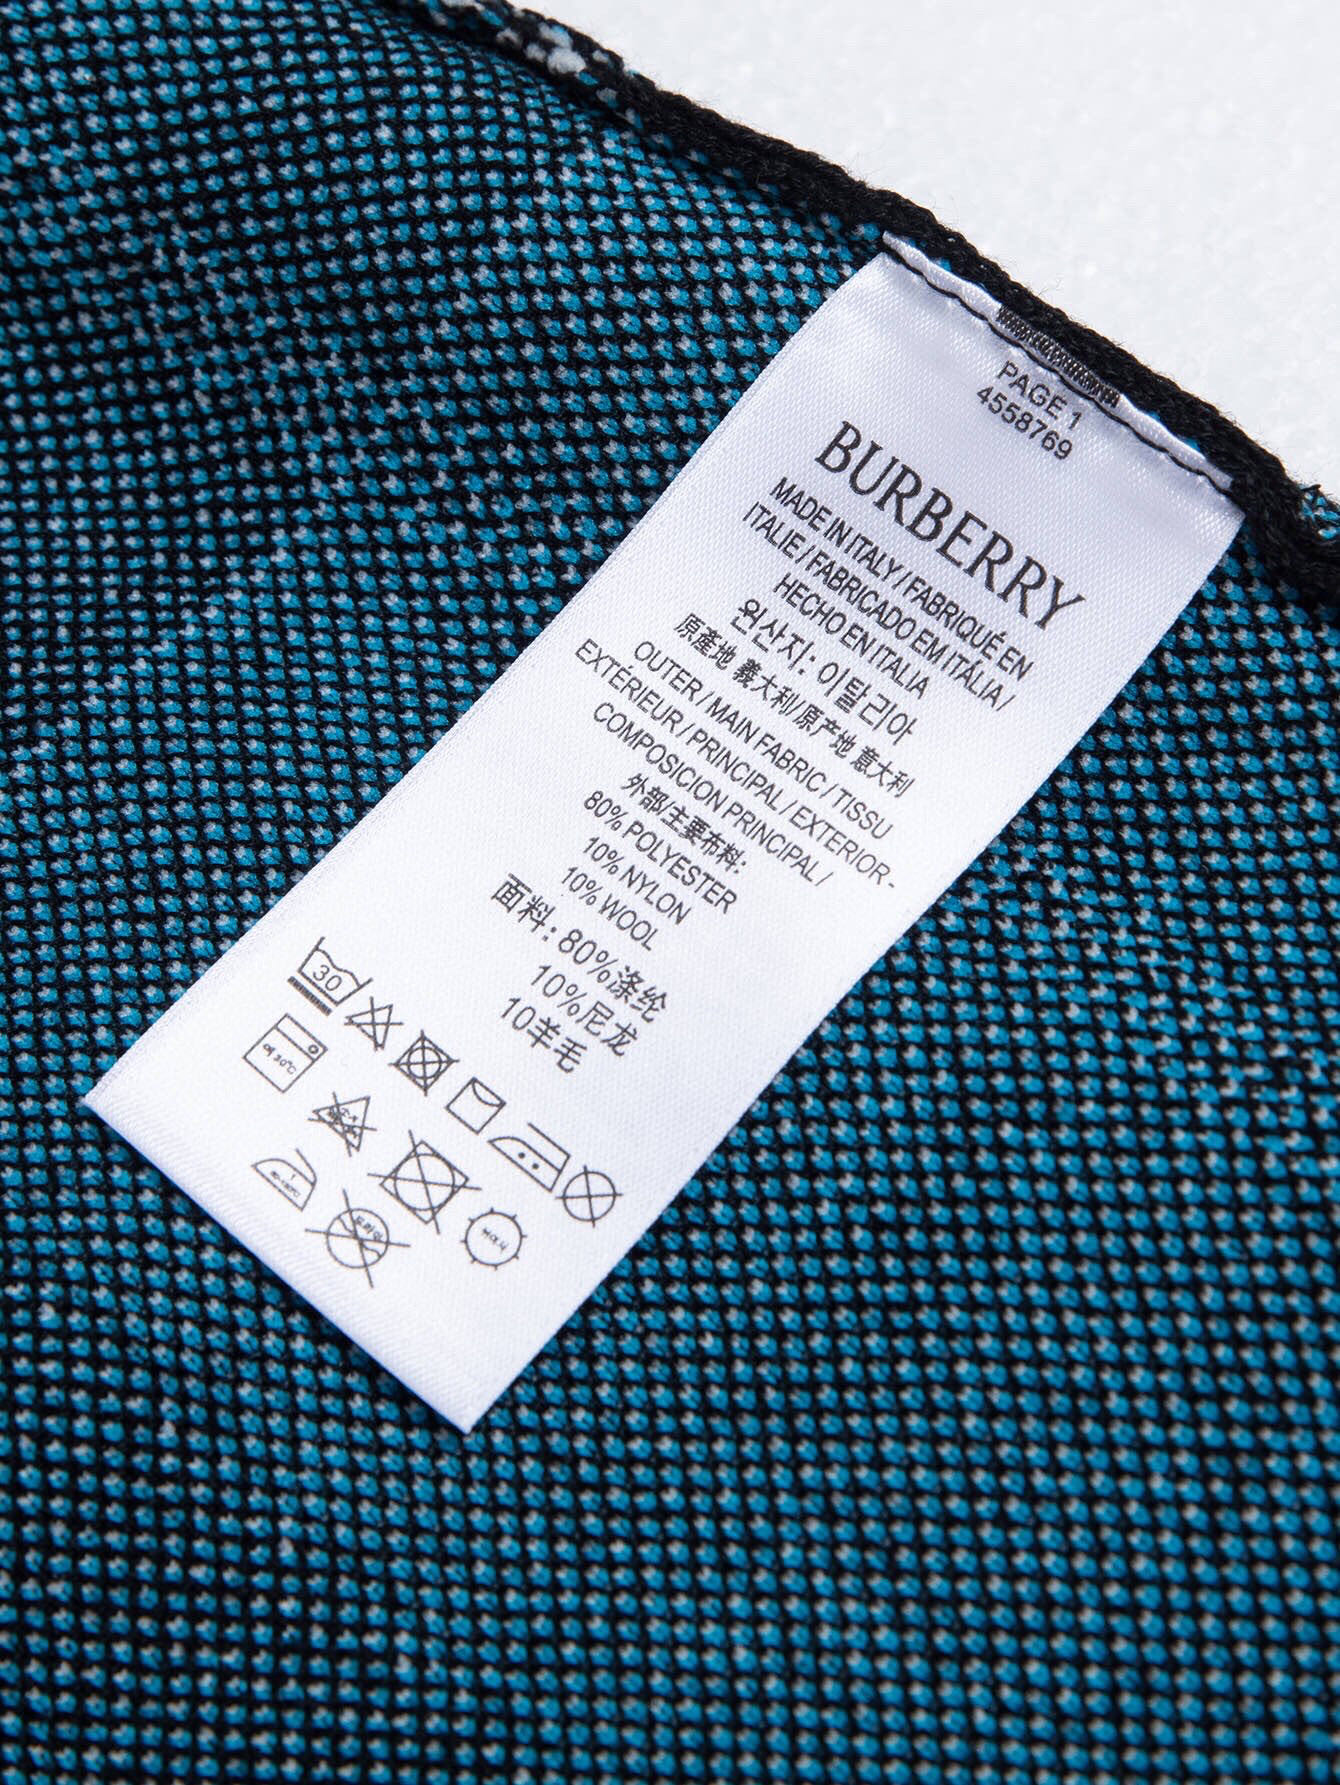 PAGE 1
4558769
BURBERRY
MADE IN ITALY / FABRIQUÉ EN
ITALIE / FABRICADO EM ITÁLIA /
HECHO EN ITALIA
원산지: 이탈리아
原產地 義大利/原产地 意大利
OUTER / MAIN FABRIC / TISSU
EXTÉRIEUR / PRINCIPAL / EXTERIOR -
COMPOSICION PRINCIPAL /
外部/主要布料:
80% POLYESTER
10% NYLON
10% WOOL
面料: 80%涤纶
10%尼龙
10羊毛
30